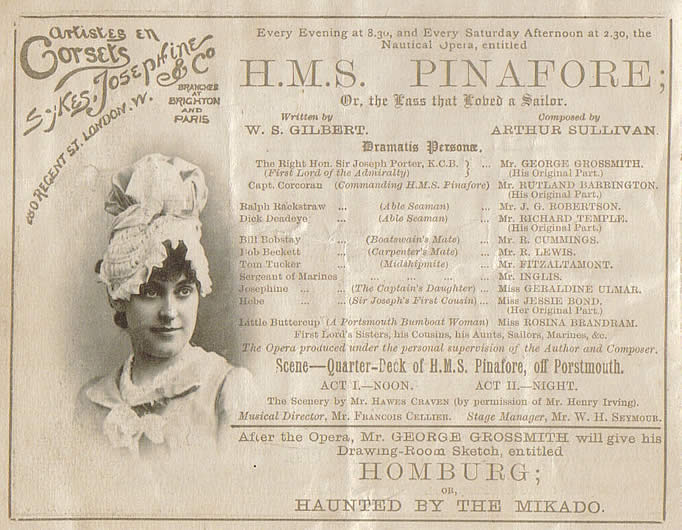 Artistes en
Corsets
Sykes, Josephine
& Co
280 REGENT ST. LONDON. W.
BRANCHES
AT
BRIGHTON
AND
PARIS
Every Evening at 8.30, and Every Saturday Afternoon at 2.30, the
Nautical Opera, entitled
H.M.S. PINAFORE;
Or, the Lass that Loved a Sailor.
Written by
W. S. GILBERT.
Composed by
ARTHUR SULLIVAN.
Dramatis Personæ.
The Right Hon. Sir Joseph Porter, K.C.B. } ... Mr. GEORGE GROSSMITH.
(First Lord of the Admiralty) (His Original Part.)
Capt. Corcoran (Commanding H.M.S. Pinafore) Mr. RUTLAND BARRINGTON.
(His Original Part.)
Ralph Rackstraw ... (Able Seaman) ... Mr. J. G. ROBERTSON.
Dick Deadeye ... (Able Seaman) ... Mr. RICHARD TEMPLE.
(His Original Part.)
Bill Bobstay ... (Boatswain's Mate) ... Mr. R. CUMMINGS.
Bob Beckett ... (Carpenter's Mate) ... Mr. R. LEWIS.
Tom Tucker ... (Midshipmite) ... Mr. FITZALTAMONT.
Sergeant of Marines ... ... ... ... Mr. INGLIS.
Josephine ... (The Captain's Daughter) ... Miss GERALDINE ULMAR.
Hebe ... (Sir Joseph's First Cousin) ... Miss JESSIE BOND.
(Her Original Part.)
Little Buttercup (A Portsmouth Bumboat Woman) Miss ROSINA BRANDRAM.
First Lord's Sisters, his Cousins, his Aunts, Sailors, Marines, &c.
The Opera produced under the personal supervision of the Author and Composer.
Scene—Quarter-Deck of H.M.S. Pinafore, off Portsmouth.
ACT I.—NOON. ACT II.—NIGHT.
The Scenery by Mr. HAWES CRAVEN (by permission of Mr. Henry Irving).
Musical Director, Mr. FRANCOIS CELLIER. Stage Manager, Mr. W. H. SEYMOUR.
After the Opera, Mr. GEORGE GROSSMITH will give his
Drawing-Room Sketch, entitled
HOMBURG;
OR,
HAUNTED BY THE MIKADO.